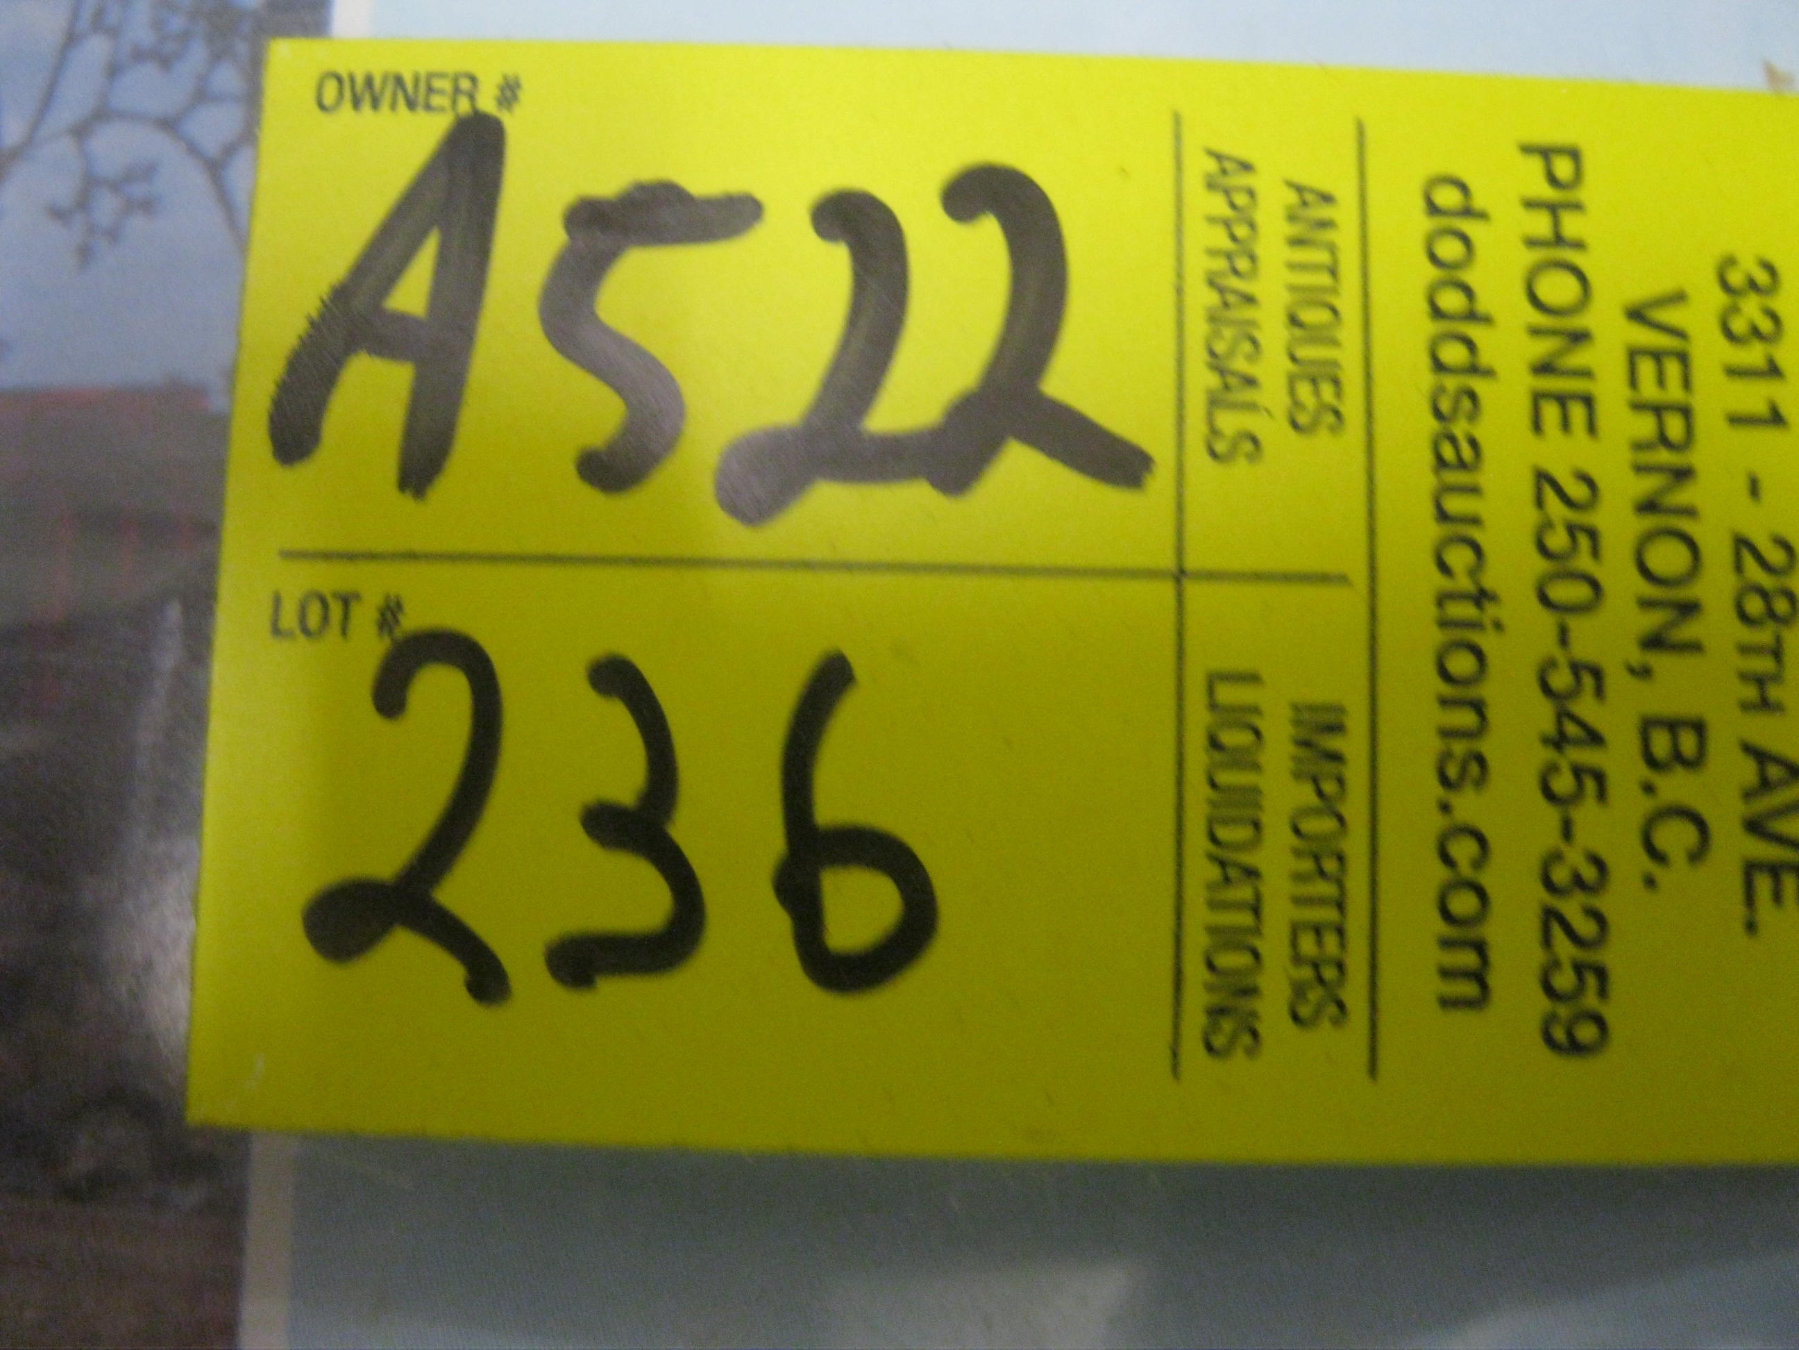 OWNER #
A522
LOT #
236
3311 - 28TH AVE.
VERNON, B.C.
PHONE 250-545-3259
doddsauctions.com
ANTIQUES IMPORTERS
APPRAISALS LIQUIDATIONS